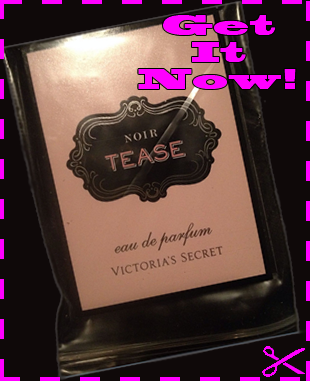 Get
It
Now!
NOIR
TEASE
eau de parfum
VICTORIA'S SECRET